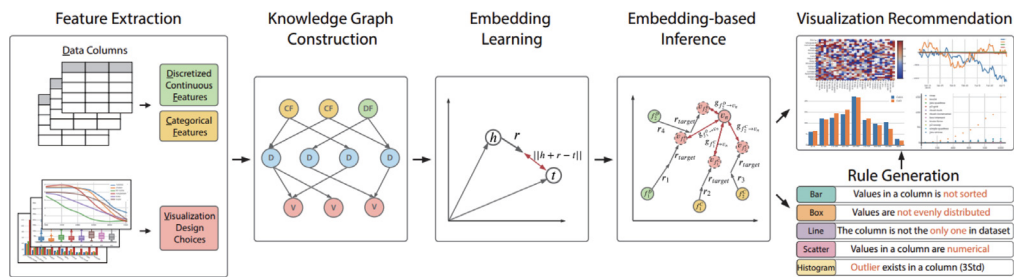 Feature Extraction
Knowledge Graph
Construction
Embedding
Learning
Embedding-based
Inference
Visualization Recommendation
Data Columns
Discretized
Continuous
Features
Categorical
Features
Visualization
Design
Choices
CF
CF
DF
D
D
D
D
V
V
V
h
r
||h + r − t||
t
r4
rtarget
rtarget
rtarget
rtarget
r1
r2
r3
Rule Generation
Bar
Values in a column is not sorted
Box
Values are not evenly distributed
Line
The column is not the only one in dataset
Scatter
Values in a column are numerical
Histogram
Outlier exists in a column (3Std)